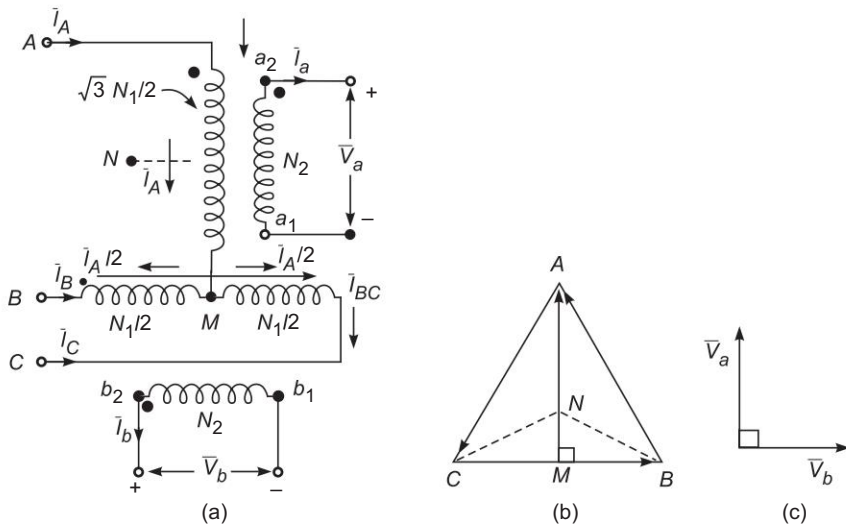 Ī_A
A
a₂
Ī_a
+
√3 N₁/2
N
Ī_A
N₂
V̄_a
a₁
–
Ī_B
Ī_A/2
Ī_A/2
Ī_BC
B
N₁/2
M
N₁/2
C
Ī_C
b₂
b₁
N₂
Ī_b
+
V̄_b
–
(a)
A
N
C
M
B
(b)
V̄_a
V̄_b
(c)